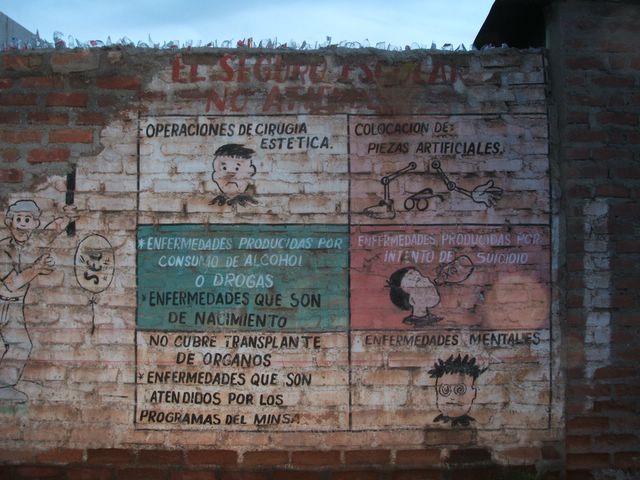 EL SEGURO ESCOLAR
NO
OPERACIONES DE CIRUGIA
ESTETICA.
COLOCACION DE:
PIEZAS ARTIFICIALES.
* ENFERMEDADES PRODUCIDAS POR
CONSUMO DE ALCOHOL
O DROGAS
* ENFERMEDADES QUE SON
DE NACIMIENTO
ENFERMEDADES PRODUCIDAS POR
INTENTO DE SUICIDIO
NO CUBRE TRANSPLANTE
DE ORGANOS
* ENFERMEDADES QUE SON
ATENDIDOS POR LOS
PROGRAMAS DEL MINSA
ENFERMEDADES MENTALES